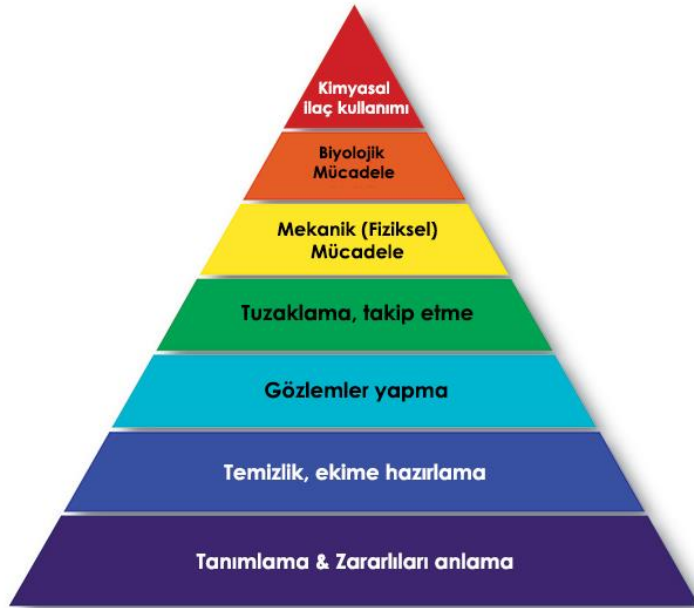 Kimyasal
ilaç kullanımı
Biyolojik
Mücadele
Mekanik (Fiziksel)
Mücadele
Tuzaklama, takip etme
Gözlemler yapma
Temizlik, ekime hazırlama
Tanımlama & Zararlıları anlama